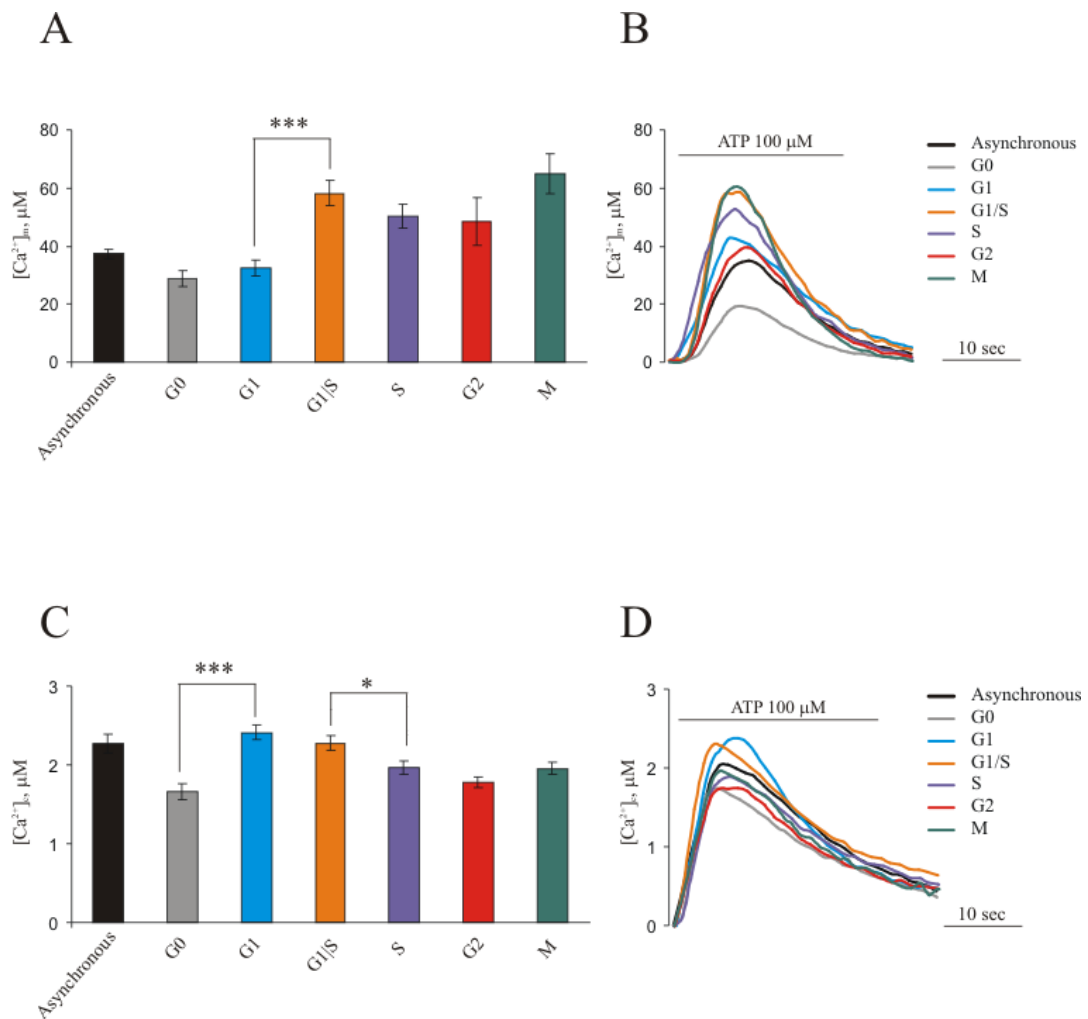 A
[Ca²⁺]ₘ, μM
80
60
40
20
0
***
Asynchronous
G0
G1
G1|S
S
G2
M
B
80
60
40
20
0
ATP 100 μM
Asynchronous
G0
G1
G1/S
S
G2
M
10 sec
C
[Ca²⁺]c, μM
3
2
1
0
***
*
Asynchronous
G0
G1
G1|S
S
G2
M
D
[Ca²⁺]c, μM
3
2
1
0
ATP 100 μM
Asynchronous
G0
G1
G1/S
S
G2
M
10 sec